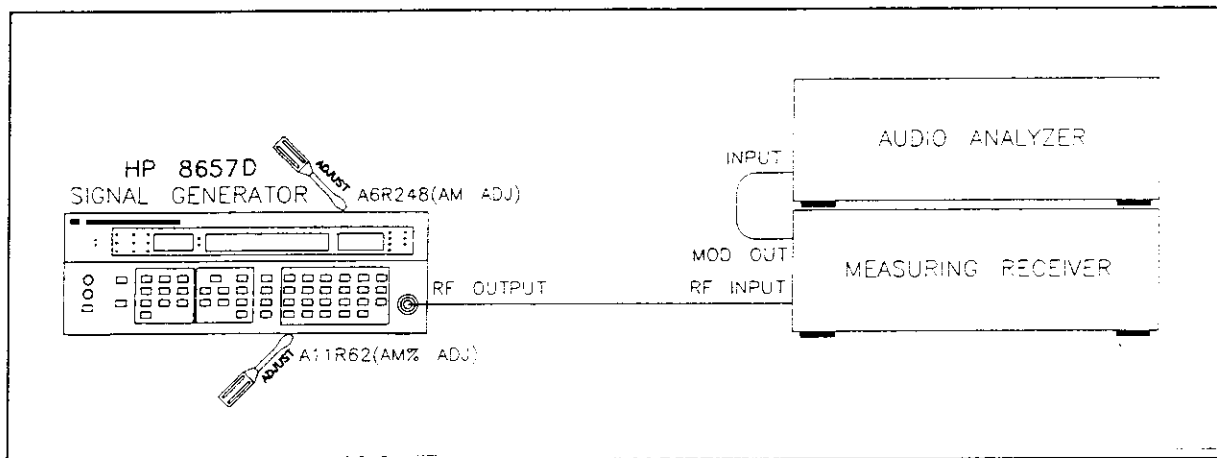 HP 8657D
SIGNAL GENERATOR
ADJUST
A6R248(AM ADJ)
RF OUTPUT
ADJUST
A11R62(AM% ADJ)
INPUT
AUDIO ANALYZER
MOD OUT
RF INPUT
MEASURING RECEIVER